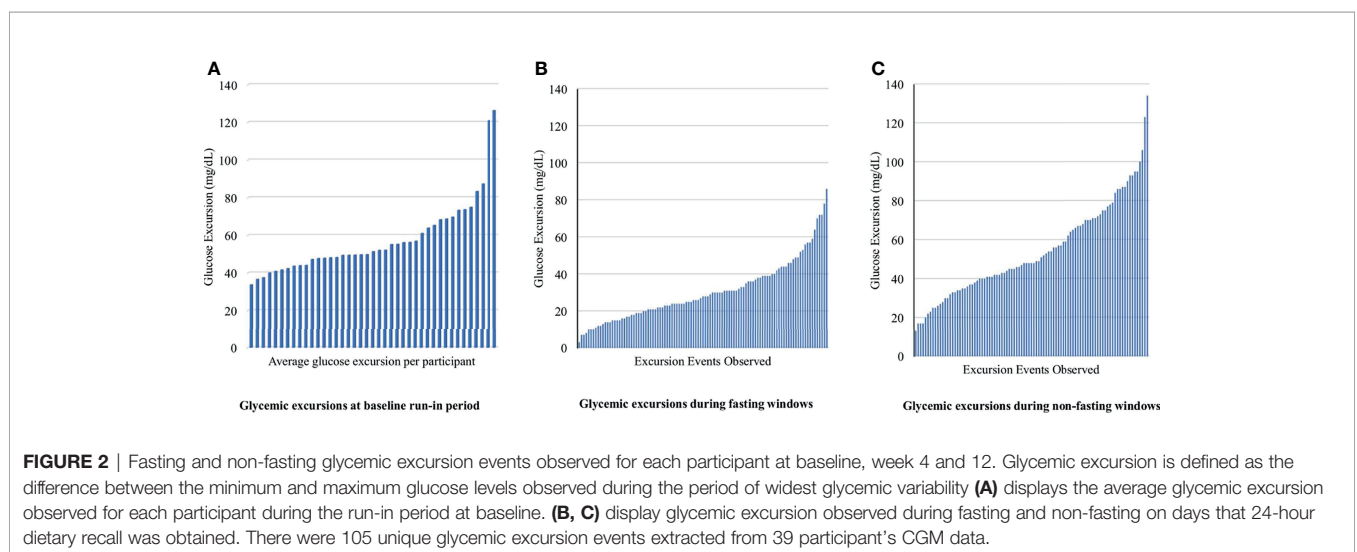 A
140
120
100
80
60
40
20
0
Glucose Excursion (mg/dL)
Average glucose excursion per participant
Glycemic excursions at baseline run-in period
B
140
120
100
80
60
40
20
0
Glucose Excursion (mg/dL)
Excursion Events Observed
Glycemic excursions during fasting windows
C
140
120
100
80
60
40
20
0
Glucose Excursion (mg/dL)
Excursion Events Observed
Glycemic excursions during non-fasting windows
FIGURE 2 | Fasting and non-fasting glycemic excursion events observed for each participant at baseline, week 4 and 12. Glycemic excursion is defined as the
difference between the minimum and maximum glucose levels observed during the period of widest glycemic variability (A) displays the average glycemic excursion
observed for each participant during the run-in period at baseline. (B, C) display glycemic excursion observed during fasting and non-fasting on days that 24-hour
dietary recall was obtained. There were 105 unique glycemic excursion events extracted from 39 participant's CGM data.